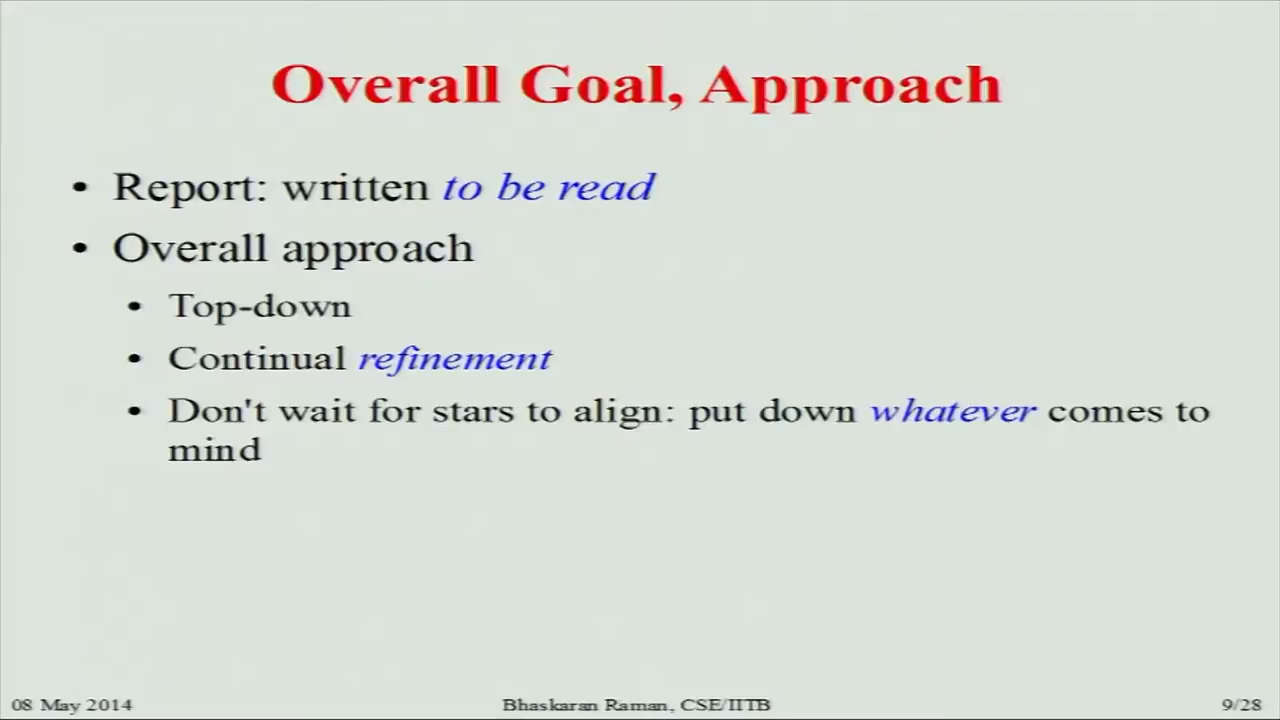 Overall Goal, Approach
• Report: written to be read
• Overall approach
• Top-down
• Continual refinement
• Don't wait for stars to align: put down whatever comes to
mind
08 May 2014 Bhaskaran Raman, CSE/IITB 9/28